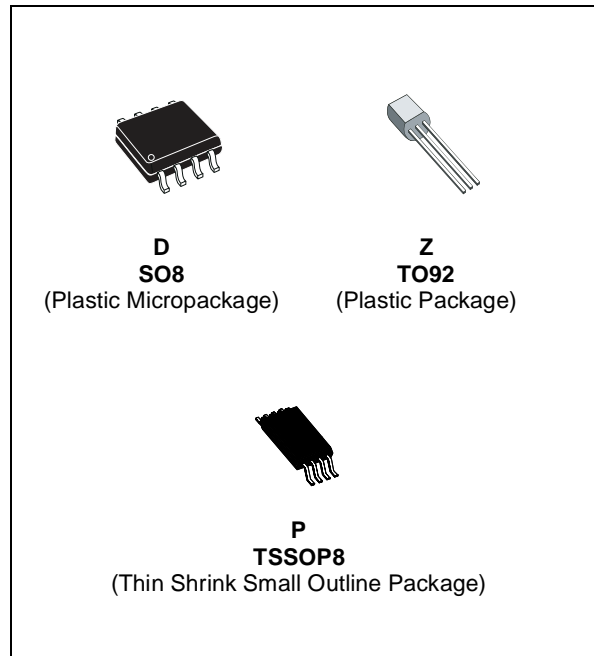 D
SO8
(Plastic Micropackage)
Z
TO92
(Plastic Package)
P
TSSOP8
(Thin Shrink Small Outline Package)